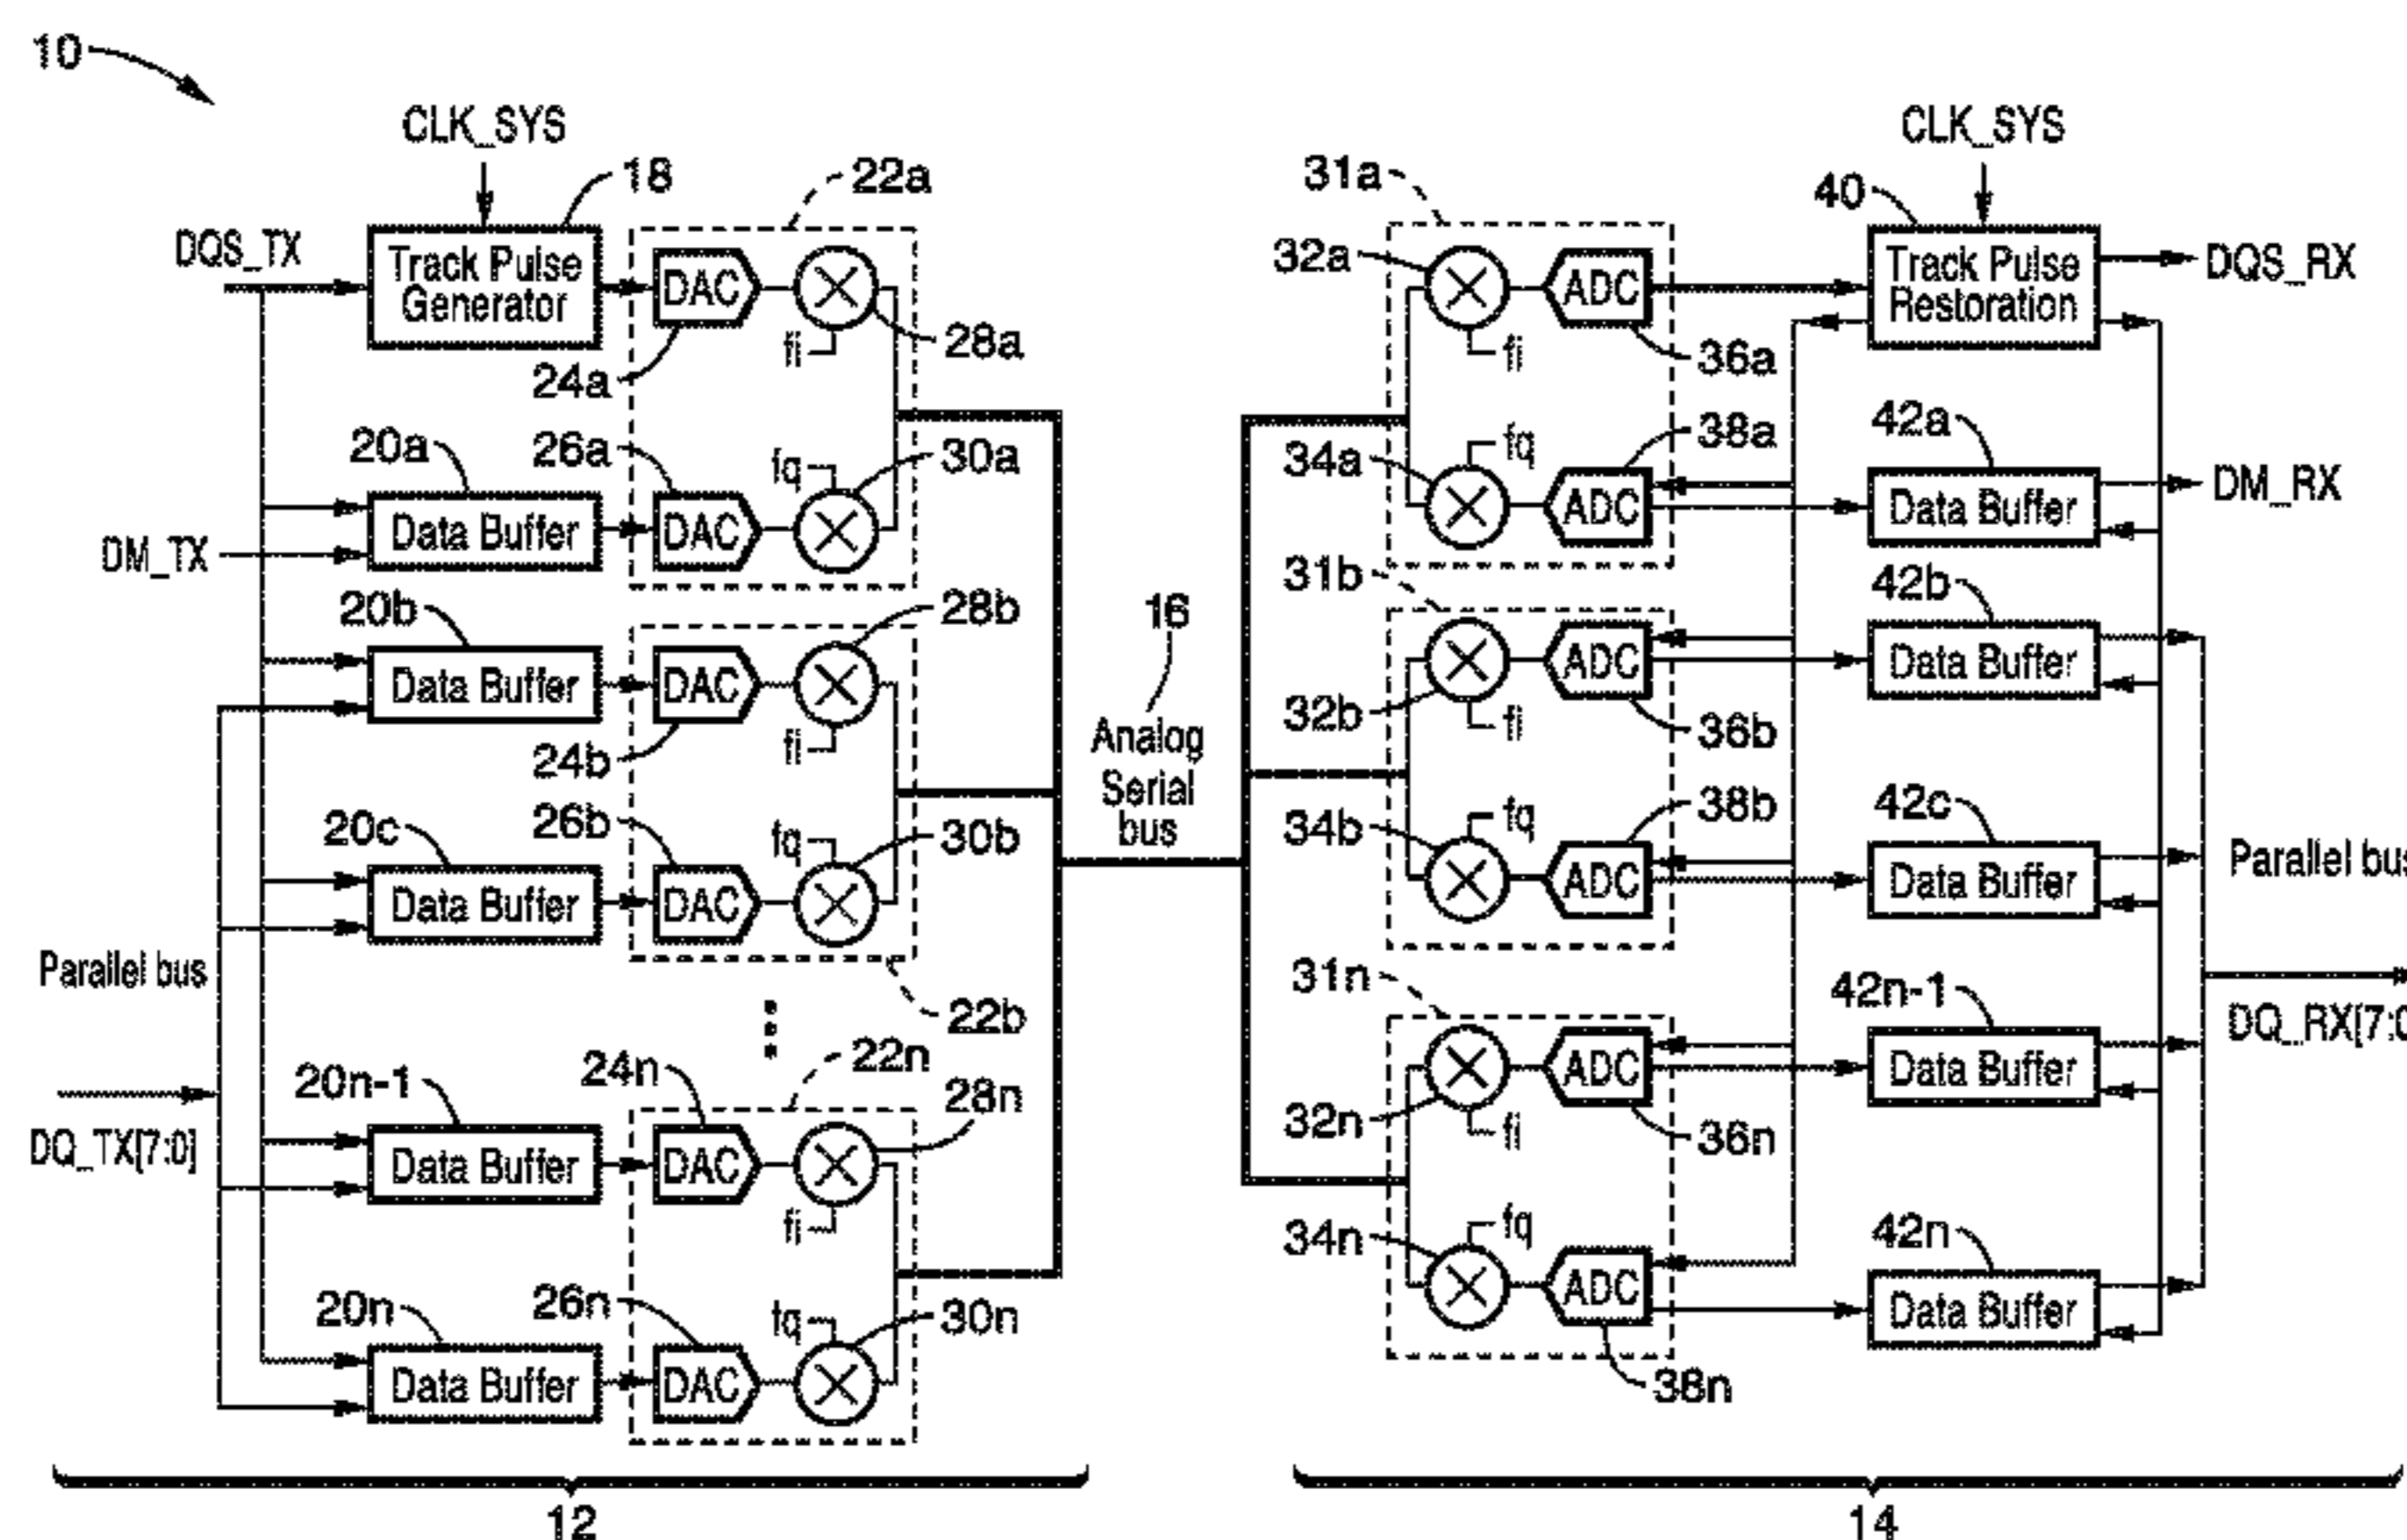 10
CLK_SYS
18
22a
DQS_TX
Track Pulse
Generator
DAC
fi
28a
24a
20a
26a
fq
30a
DM_TX
Data Buffer
DAC
20b
28b
Data Buffer
DAC
fi
24b
20c
26b
fq
30b
Data Buffer
DAC
Parallel bus
22b
22n
24n
20n-1
28n
DQ_TX[7:0]
Data Buffer
DAC
fi
20n
26n
fq
30n
Data Buffer
DAC
12
16
Analog
Serial
bus
CLK_SYS
31a
40
32a
ADC
Track Pulse
Restoration
DQS_RX
fi
36a
34a
fq
38a
42a
ADC
Data Buffer
DM_RX
31b
42b
ADC
Data Buffer
32b
fi
36b
38b
42c
34b
fq
ADC
Data Buffer
Parallel bus
31n
42n-1
DQ_RX[7:0
ADC
Data Buffer
32n
fi
36n
34n
fq
42n
ADC
Data Buffer
38n
14